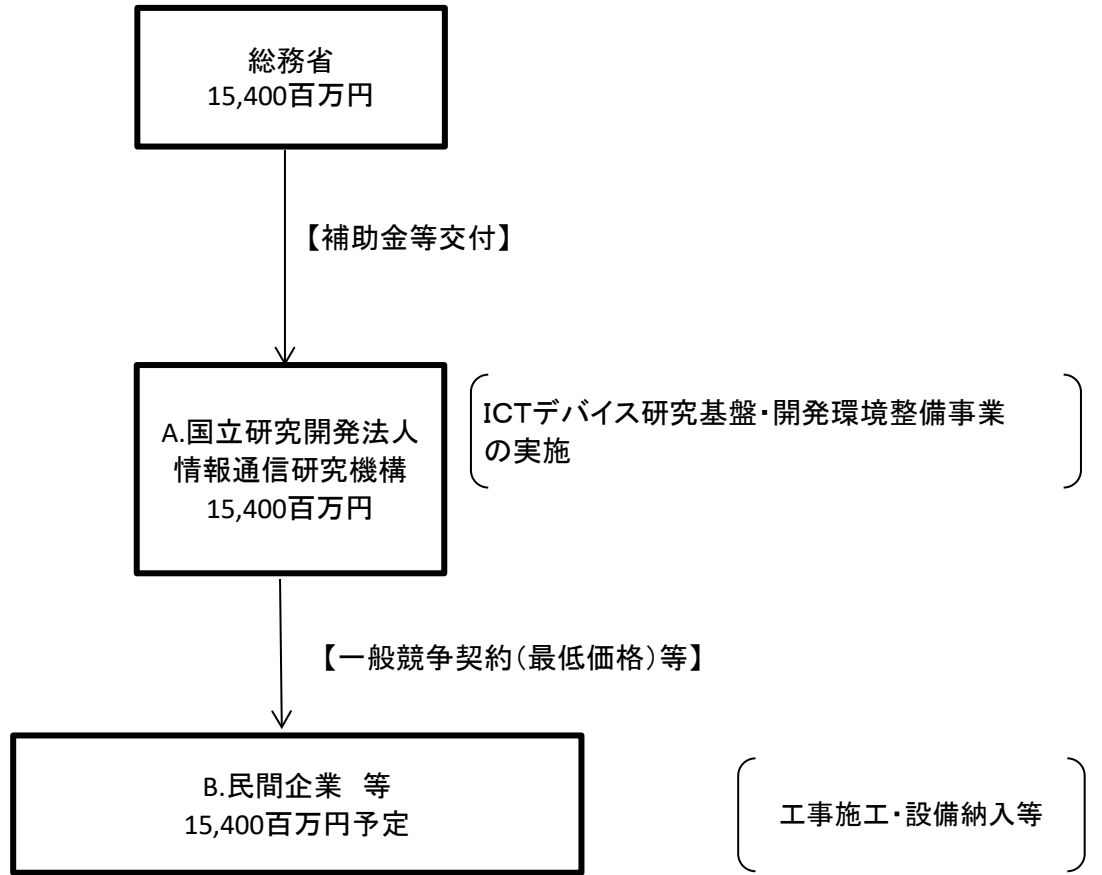 総務省
15,400百万円
【補助金等交付】
A.国立研究開発法人
情報通信研究機構
15,400百万円
ICTデバイス研究基盤・開発環境整備事業
の実施
【一般競争契約(最低価格)等】
B.民間企業　等
15,400百万円予定
工事施工・設備納入等